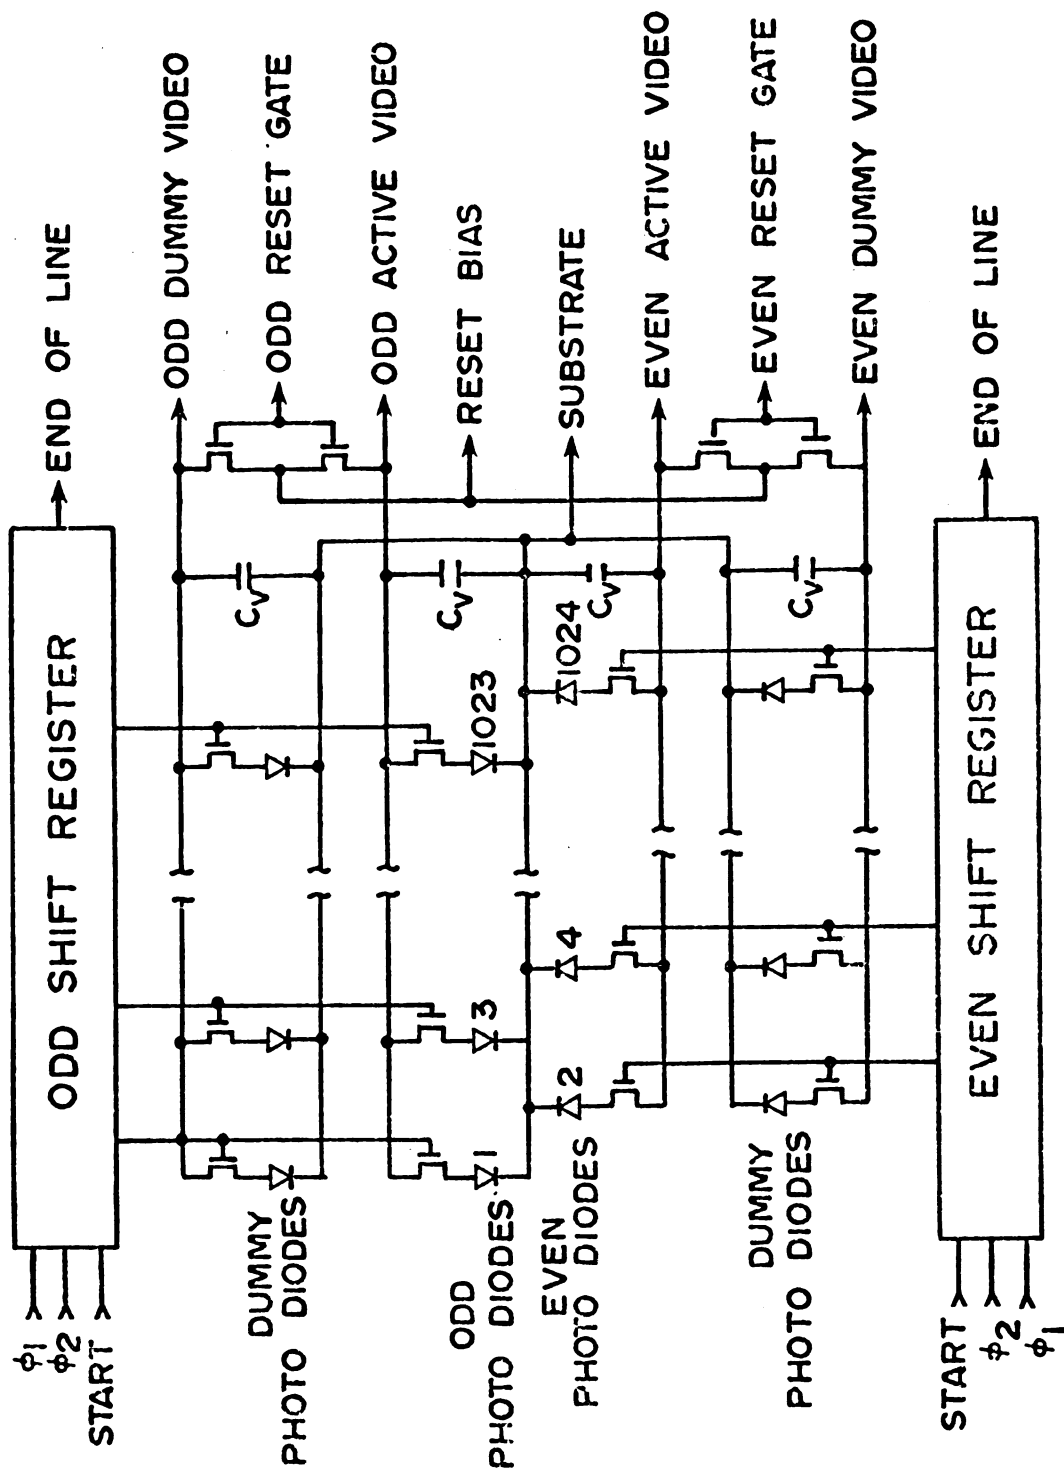 ϕ1
ϕ2
START
ODD SHIFT REGISTER
END OF LINE
ODD DUMMY VIDEO
ODD RESET GATE
ODD ACTIVE VIDEO
RESET BIAS
SUBSTRATE
EVEN ACTIVE VIDEO
EVEN RESET GATE
EVEN DUMMY VIDEO
END OF LINE
CV
CV
CV
CV
DUMMY
PHOTO DIODES
ODD
PHOTO DIODES
1
3
1023
EVEN
PHOTO DIODES
2
4
1024
DUMMY
PHOTO DIODES
START
ϕ2
ϕ1
EVEN SHIFT REGISTER